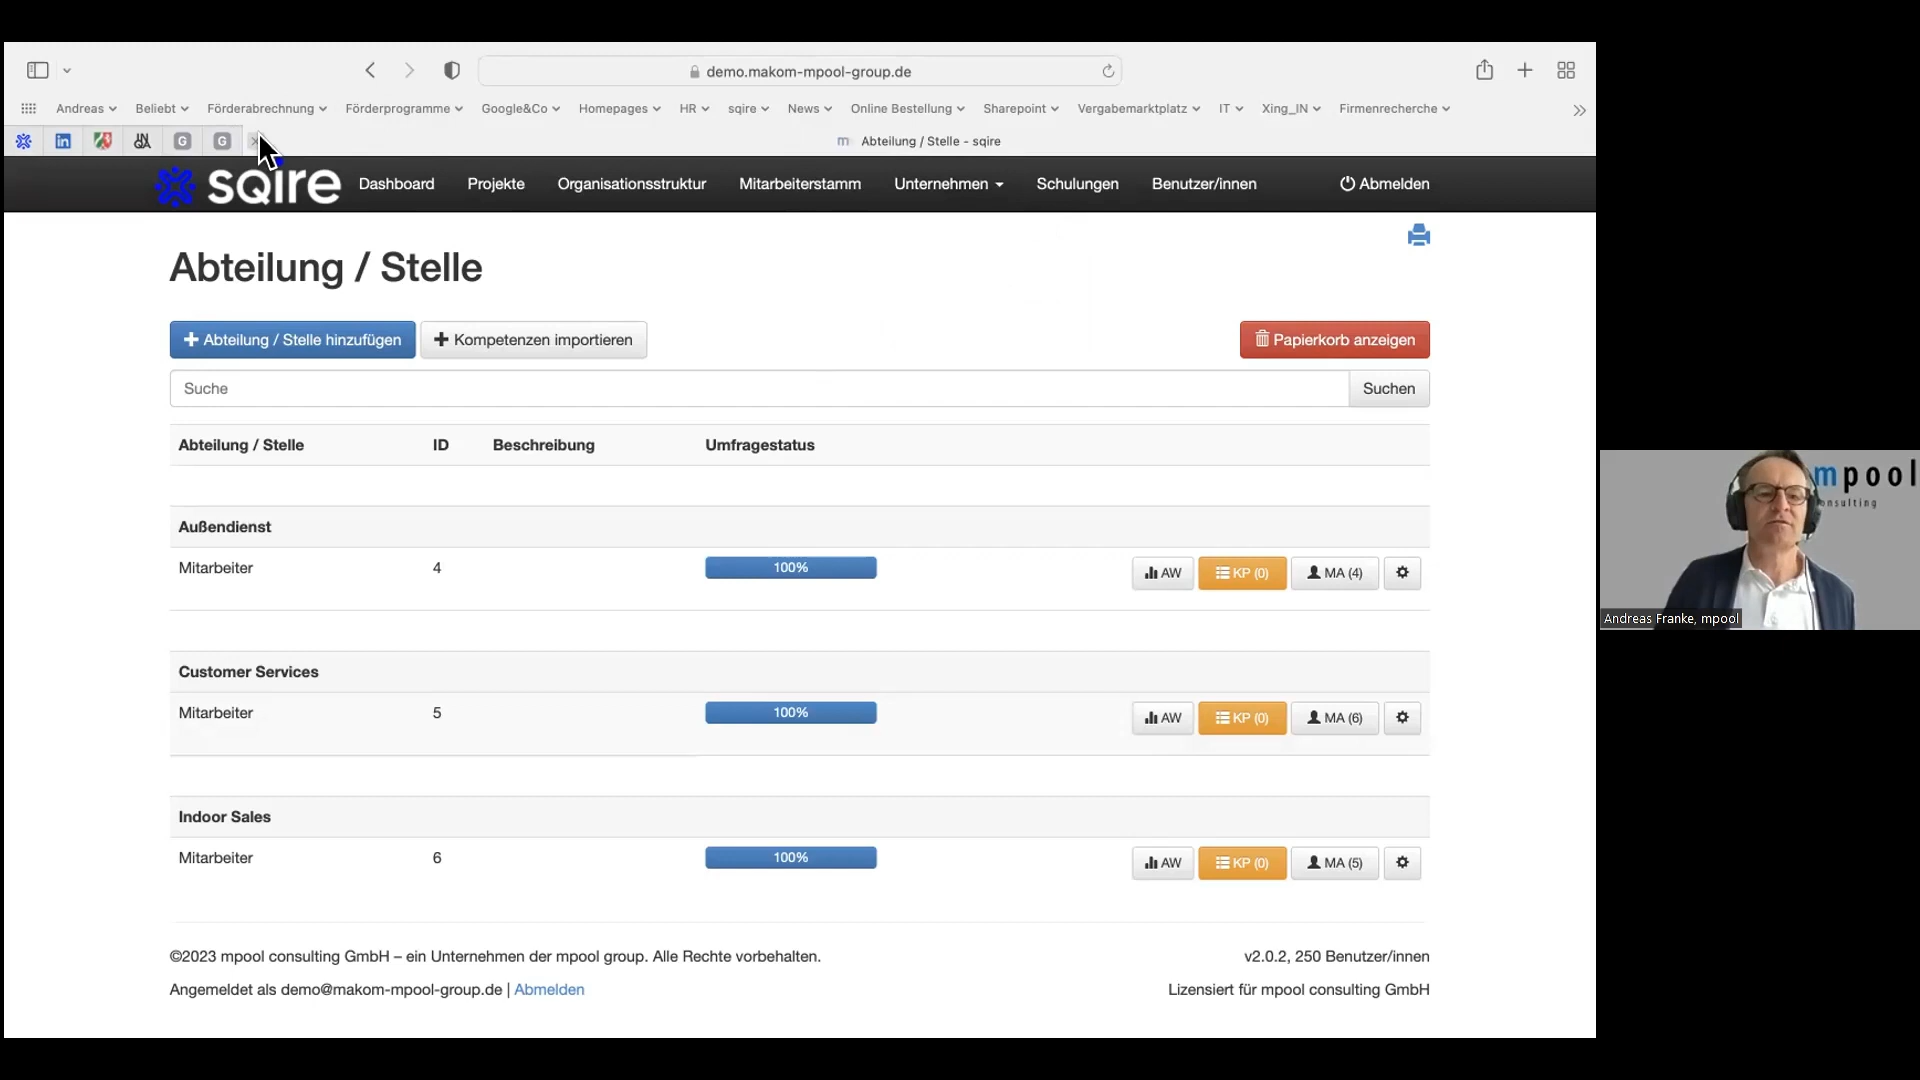 demo.makom-mpool-group.de
Andreas Beliebt Förderabrechnung Förderprogramme Google&Co Homepages HR sqire News Online Bestellung Sharepoint Vergabemarktplatz IT Xing_IN Firmenrecherche
G G m Abteilung / Stelle - sqire
sqire Dashboard Projekte Organisationsstruktur Mitarbeiterstamm Unternehmen Schulungen Benutzer/innen Abmelden
Abteilung / Stelle
Abteilung / Stelle hinzufügen Kompetenzen importieren Papierkorb anzeigen
Suche Suchen
Abteilung / Stelle ID Beschreibung Umfragestatus
Außendienst
Mitarbeiter 4 100% AW KP (0) MA (4)
Customer Services
Mitarbeiter 5 100% AW KP (0) MA (6)
Indoor Sales
Mitarbeiter 6 100% AW KP (0) MA (5)
©2023 mpool consulting GmbH – ein Unternehmen der mpool group. Alle Rechte vorbehalten. v2.0.2, 250 Benutzer/innen
Angemeldet als demo@makom-mpool-group.de | Abmelden Lizensiert für mpool consulting GmbH
mpool
onsulting
Andreas Franke, mpool